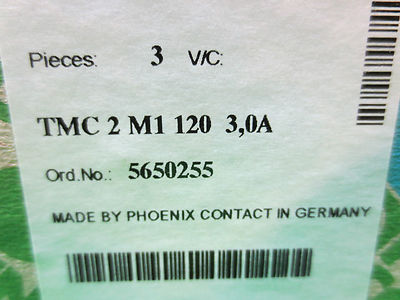 Pieces: 3 V/C:
TMC 2 M1 120 3,0A
Ord.No.: 5650255
MADE BY PHOENIX CONTACT IN GERMANY